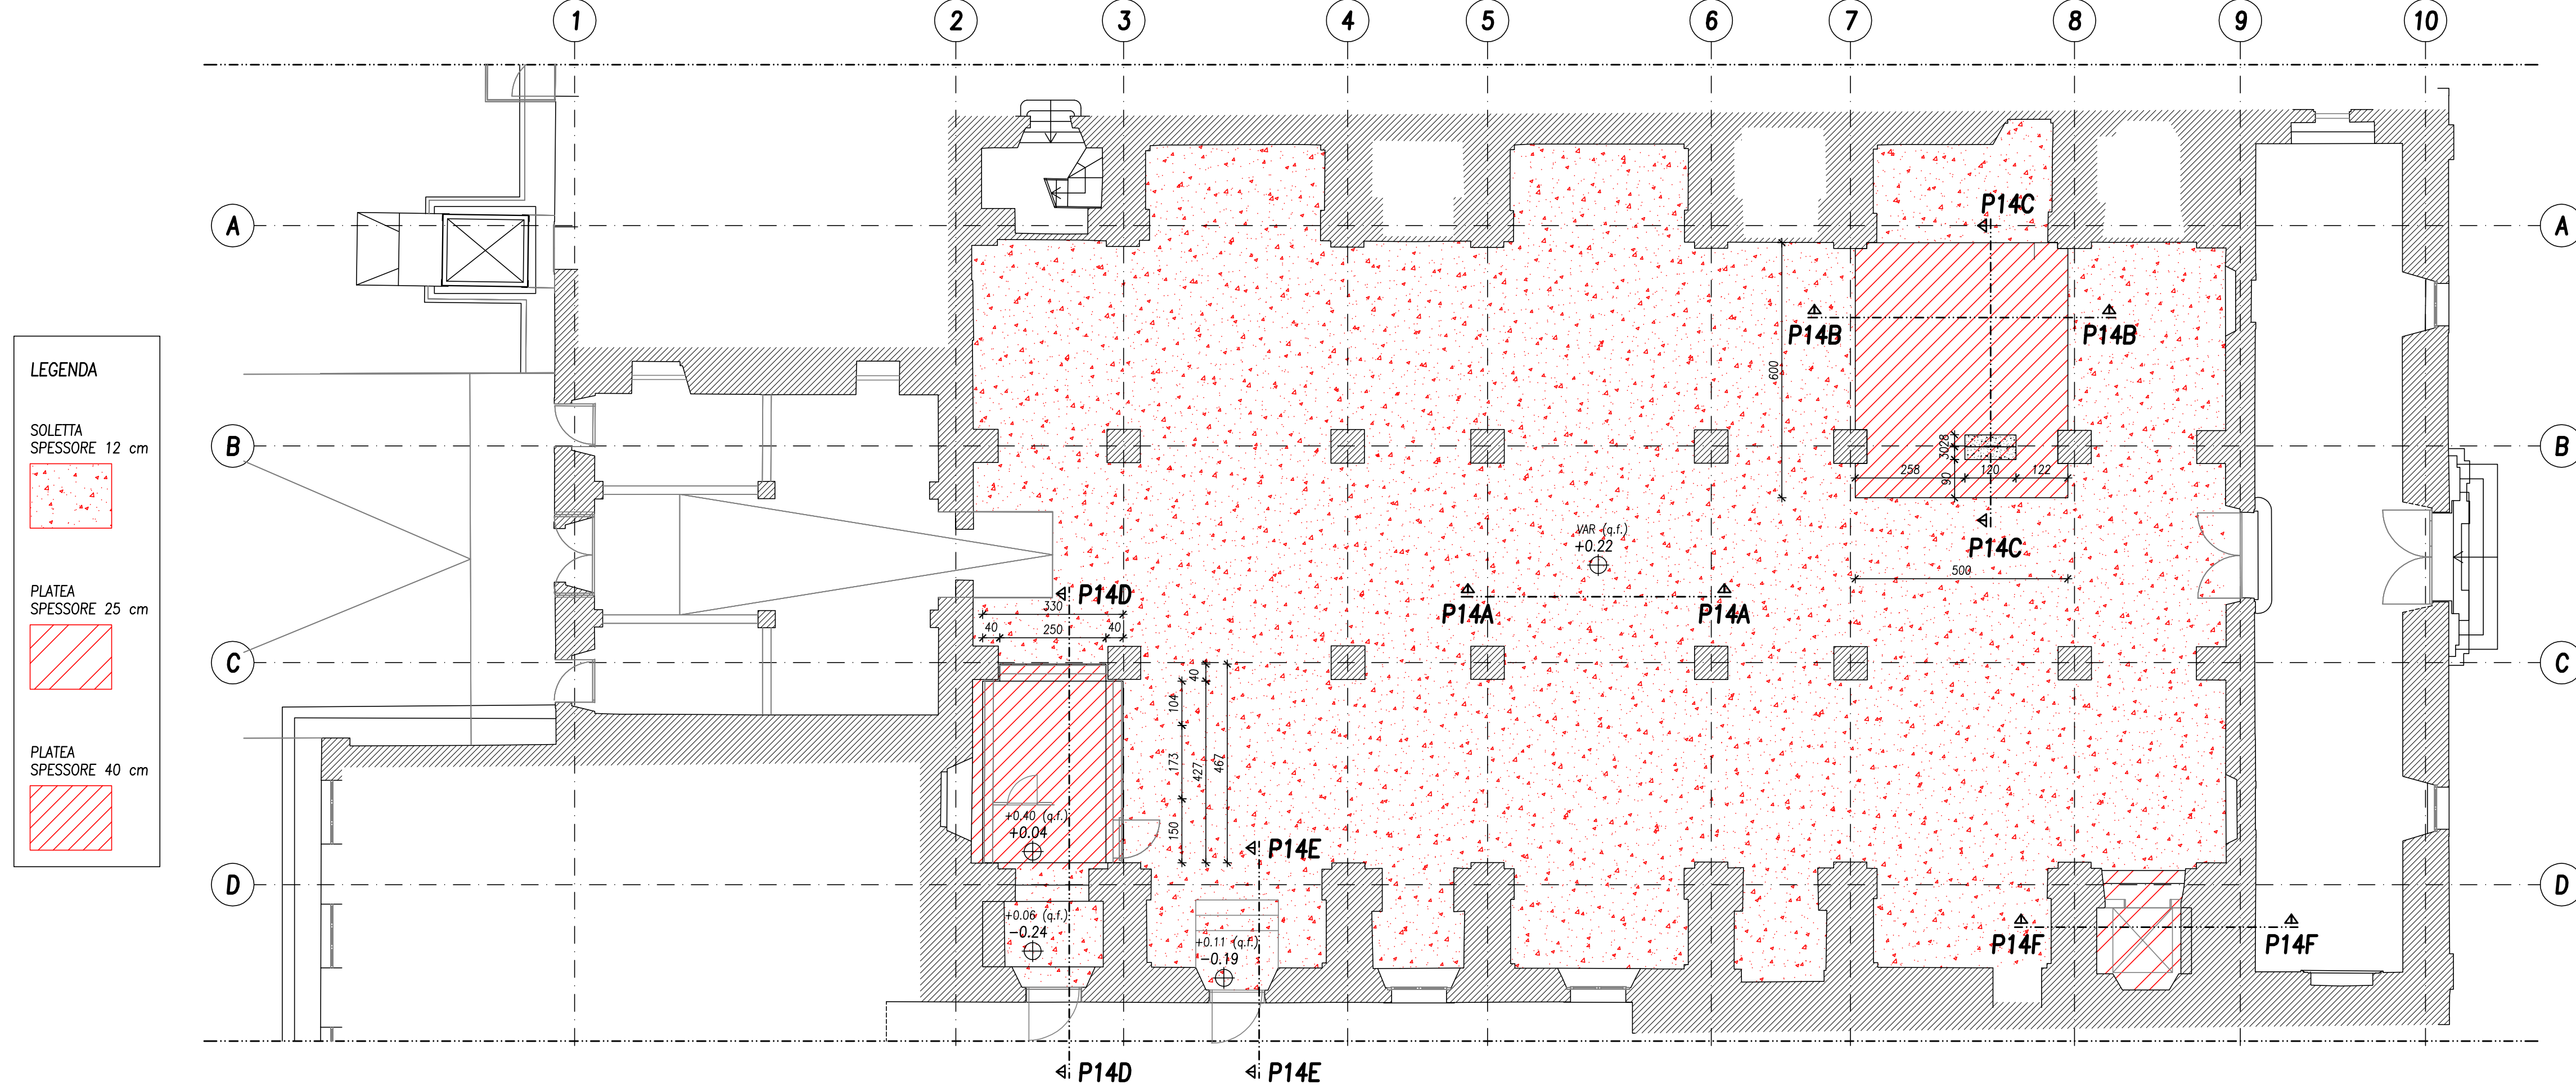 1 2 3 4 5 6 7 8 9 10
A A
P14C
P14B P14B
600
LEGENDA
SOLETTA
SPESSORE 12 cm
B B
28
30
90
258 120 122
VAR (q.f.)
+0.22
P14C
500
PLATEA
SPESSORE 25 cm
P14D
330
40 250 40
P14A P14A
C C
40
104
173
427
467
150
PLATEA
SPESSORE 40 cm
+0.40 (q.f.)
+0.04
P14E
D D
+0.06 (q.f.)
-0.24
+0.11 (q.f.)
-0.19
P14F P14F
P14D P14E